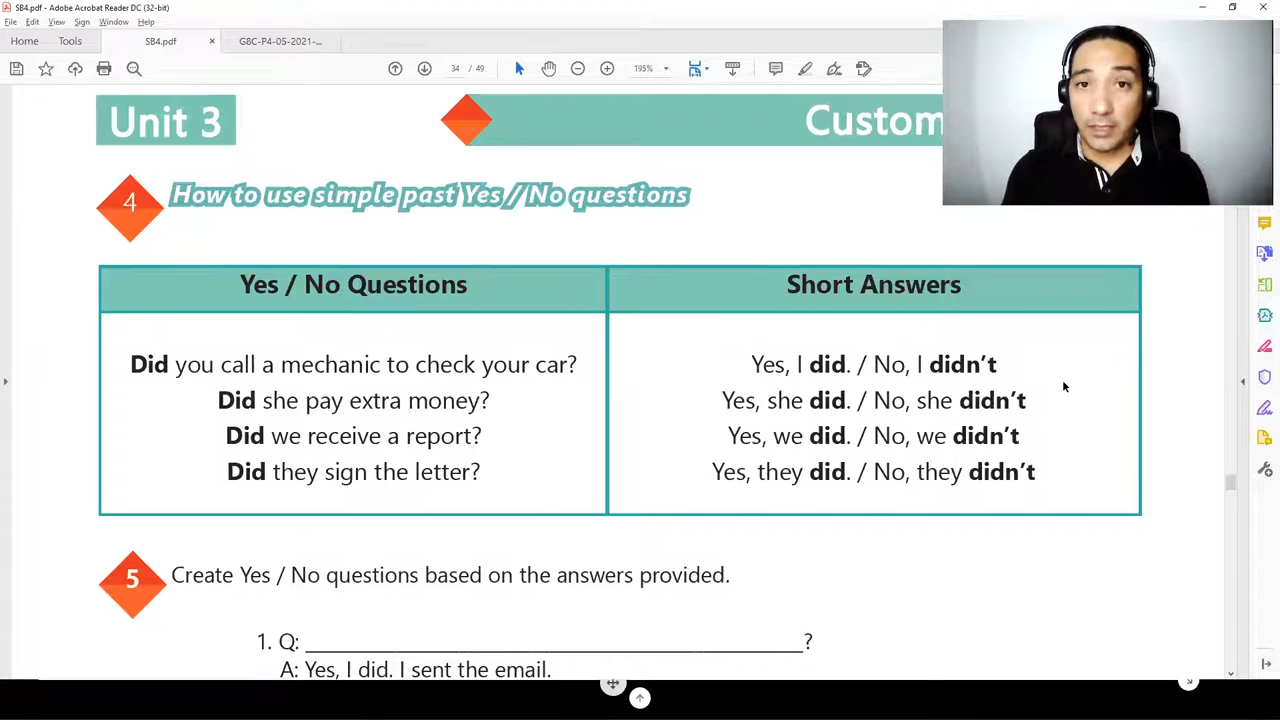 SB4.pdf - Adobe Acrobat Reader DC (32-bit)
File Edit View Sign Window Help
Home Tools SB4.pdf × GBC-P4-05-2021-...
34 / 49 195%
Unit 3
Custom
4 How to use simple past Yes / No questions
Yes / No Questions Short Answers
Did you call a mechanic to check your car? Yes, I did. / No, I didn't
Did she pay extra money? Yes, she did. / No, she didn't
Did we receive a report? Yes, we did. / No, we didn't
Did they sign the letter? Yes, they did. / No, they didn't
5 Create Yes / No questions based on the answers provided.
1. Q: ______________________________________________?
A: Yes, I did. I sent the email.